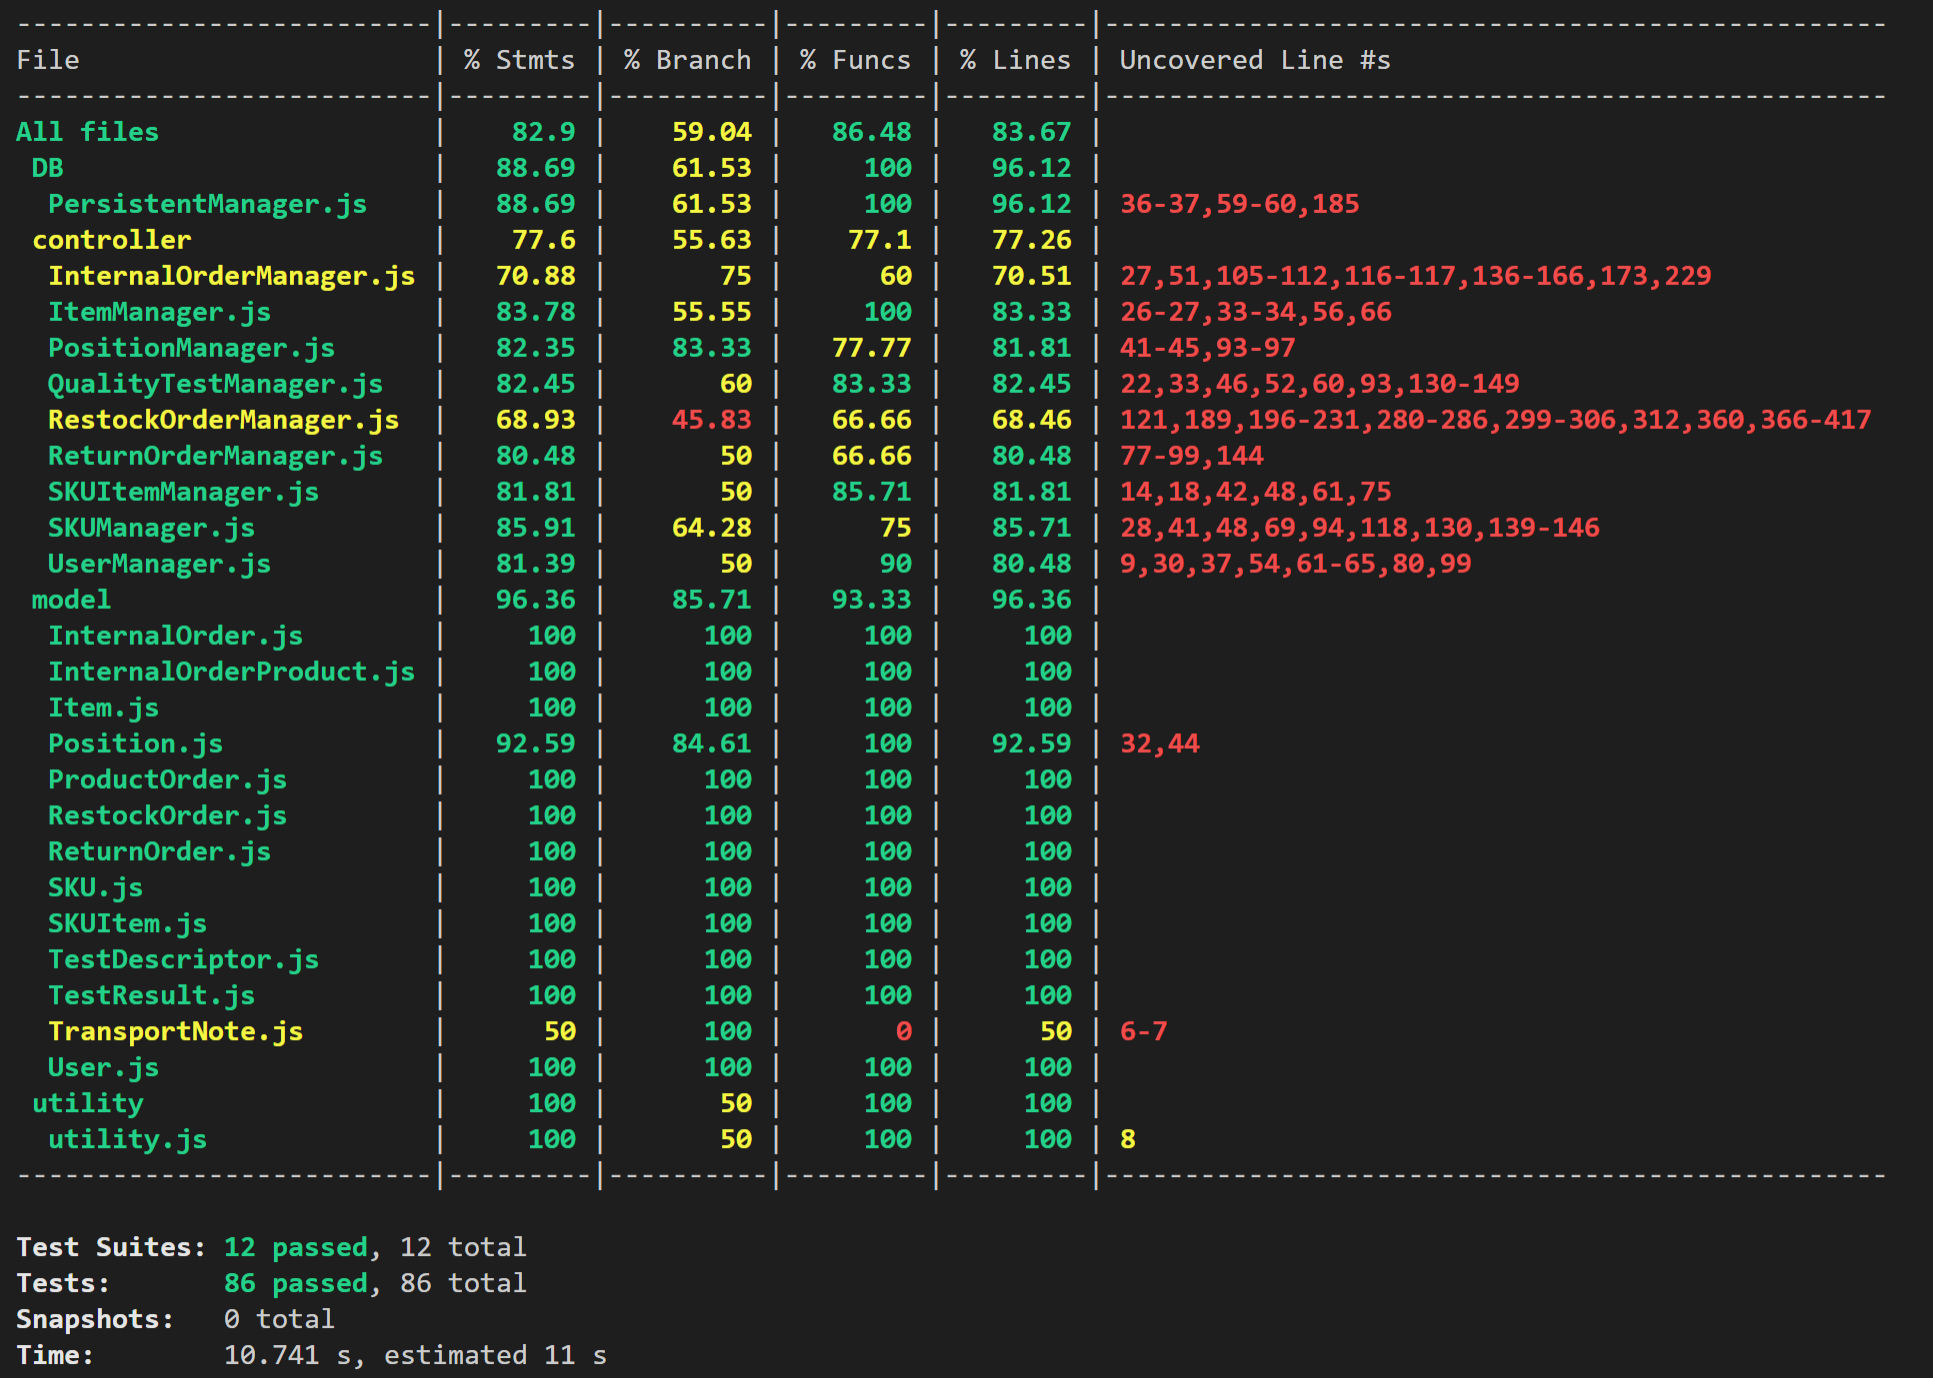 --------------------------|---------|----------|---------|---------|-------------------------------------------------
File                      | % Stmts | % Branch | % Funcs | % Lines | Uncovered Line #s
--------------------------|---------|----------|---------|---------|-------------------------------------------------
All files                 |    82.9 |    59.04 |   86.48 |   83.67 |
 DB                       |   88.69 |    61.53 |     100 |   96.12 |
  PersistentManager.js    |   88.69 |    61.53 |     100 |   96.12 | 36-37,59-60,185
 controller               |    77.6 |    55.63 |    77.1 |   77.26 |
  InternalOrderManager.js |   70.88 |       75 |      60 |   70.51 | 27,51,105-112,116-117,136-166,173,229
  ItemManager.js          |   83.78 |    55.55 |     100 |   83.33 | 26-27,33-34,56,66
  PositionManager.js      |   82.35 |    83.33 |   77.77 |   81.81 | 41-45,93-97
  QualityTestManager.js   |   82.45 |       60 |   83.33 |   82.45 | 22,33,46,52,60,93,130-149
  RestockOrderManager.js  |   68.93 |    45.83 |   66.66 |   68.46 | 121,189,196-231,280-286,299-306,312,360,366-417
  ReturnOrderManager.js   |   80.48 |       50 |   66.66 |   80.48 | 77-99,144
  SKUItemManager.js       |   81.81 |       50 |   85.71 |   81.81 | 14,18,42,48,61,75
  SKUManager.js           |   85.91 |    64.28 |      75 |   85.71 | 28,41,48,69,94,118,130,139-146
  UserManager.js          |   81.39 |       50 |      90 |   80.48 | 9,30,37,54,61-65,80,99
 model                    |   96.36 |    85.71 |   93.33 |   96.36 |
  InternalOrder.js        |     100 |      100 |     100 |     100 |
  InternalOrderProduct.js |     100 |      100 |     100 |     100 |
  Item.js                 |     100 |      100 |     100 |     100 |
  Position.js             |   92.59 |    84.61 |     100 |   92.59 | 32,44
  ProductOrder.js         |     100 |      100 |     100 |     100 |
  RestockOrder.js         |     100 |      100 |     100 |     100 |
  ReturnOrder.js          |     100 |      100 |     100 |     100 |
  SKU.js                  |     100 |      100 |     100 |     100 |
  SKUItem.js              |     100 |      100 |     100 |     100 |
  TestDescriptor.js       |     100 |      100 |     100 |     100 |
  TestResult.js           |     100 |      100 |     100 |     100 |
  TransportNote.js        |      50 |      100 |       0 |      50 | 6-7
  User.js                 |     100 |      100 |     100 |     100 |
 utility                  |     100 |       50 |     100 |     100 |
  utility.js              |     100 |       50 |     100 |     100 | 8
--------------------------|---------|----------|---------|---------|-------------------------------------------------
Test Suites: 12 passed, 12 total
Tests:       86 passed, 86 total
Snapshots:   0 total
Time:        10.741 s, estimated 11 s